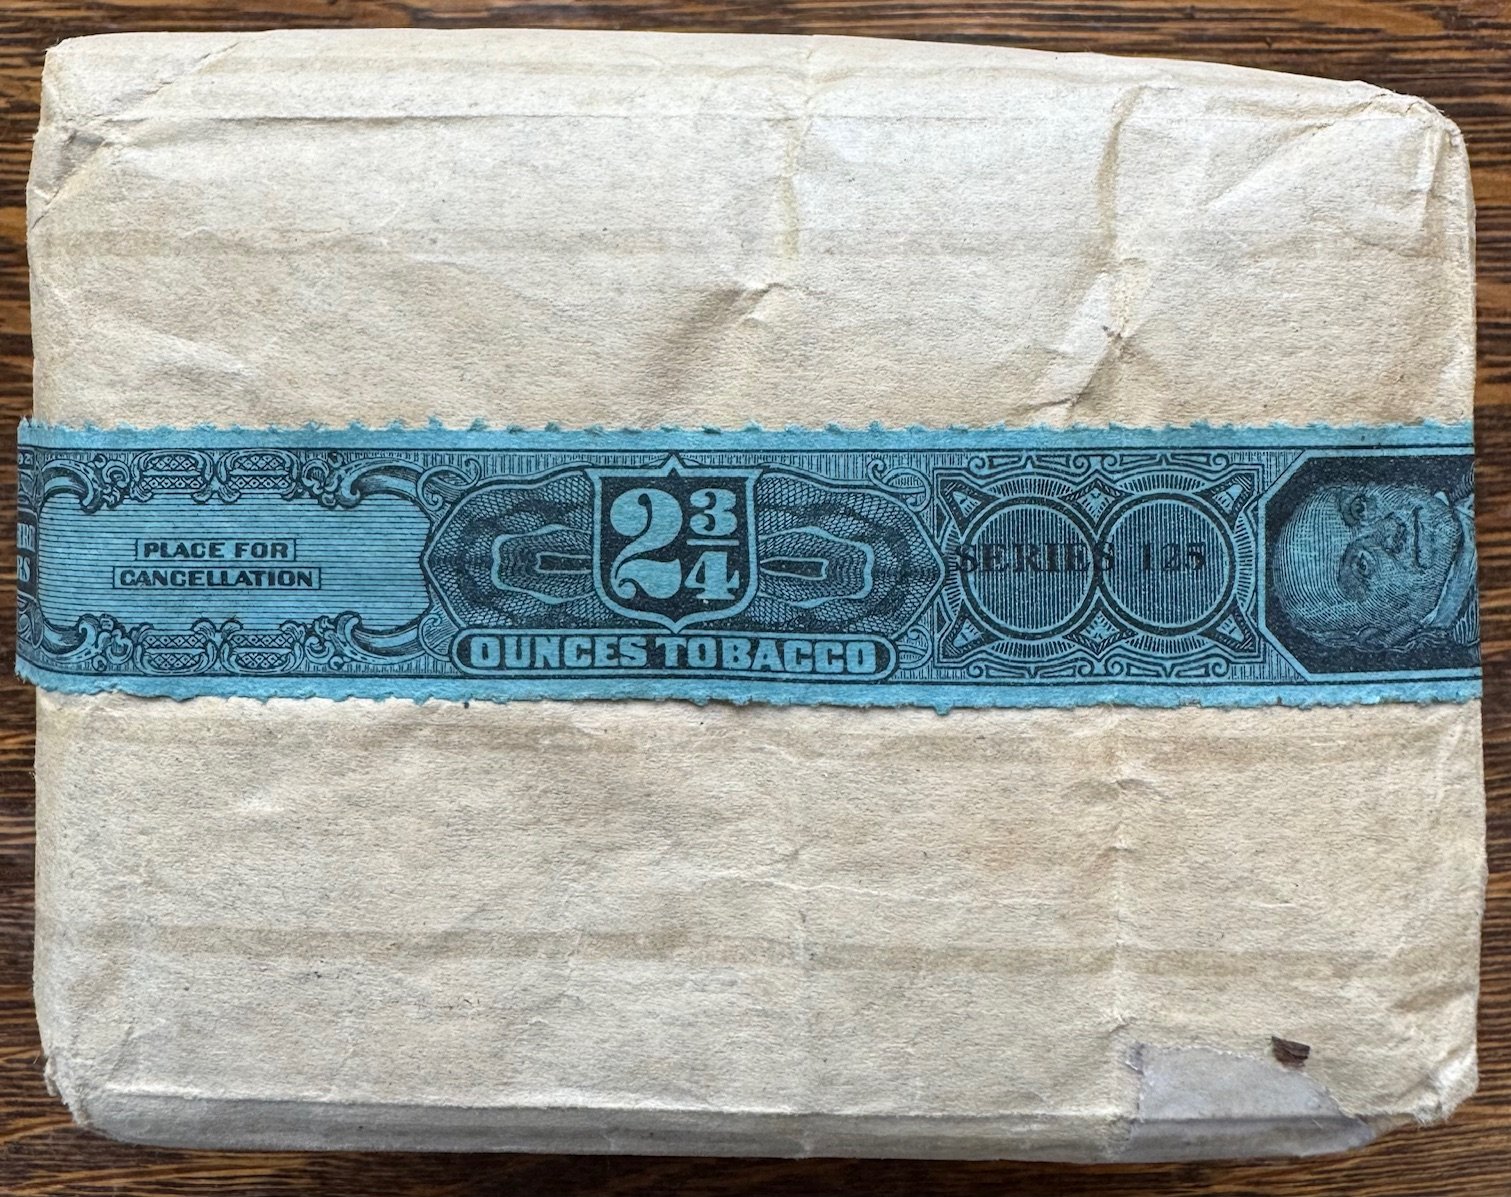 PLACE FOR
CANCELLATION
2 3/4
OUNCES TOBACCO
SERIES 125